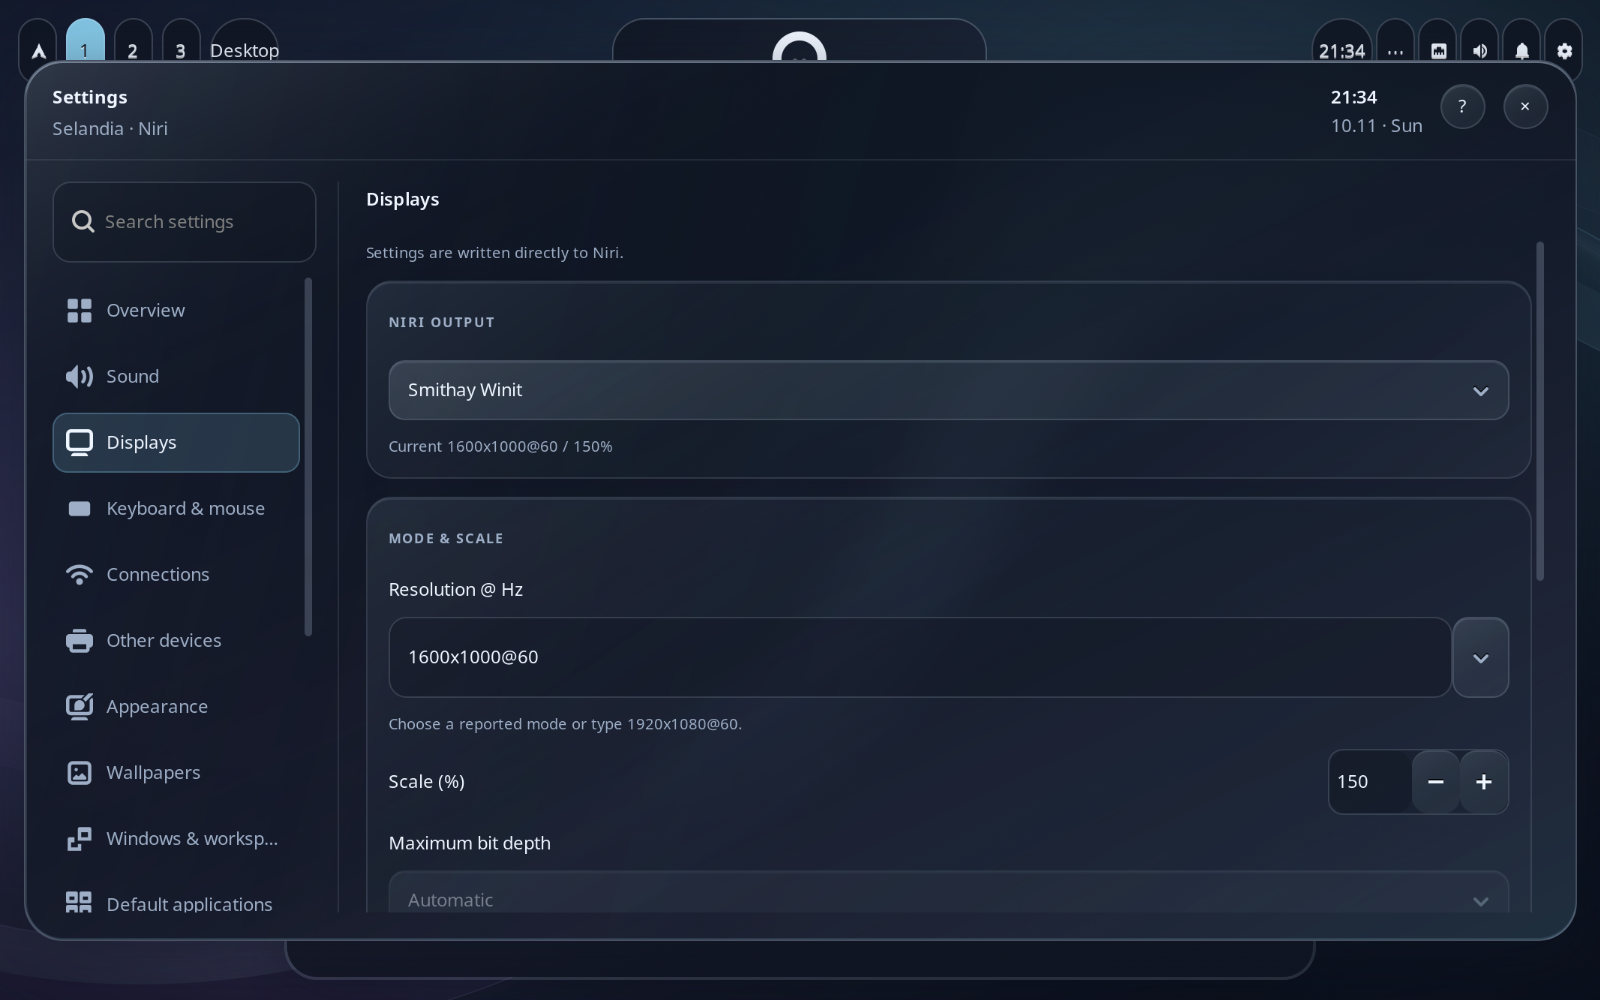 1
2
3
Desktop
21:34
...
Settings
Selandia · Niri
21:34
10.11 · Sun
?
×
Search settings
Overview
Sound
Displays
Keyboard & mouse
Connections
Other devices
Appearance
Wallpapers
Windows & worksp...
Default applications
Displays
Settings are written directly to Niri.
NIRI OUTPUT
Smithay Winit
Current 1600x1000@60 / 150%
MODE & SCALE
Resolution @ Hz
1600x1000@60
Choose a reported mode or type 1920x1080@60.
Scale (%)
150
Maximum bit depth
Automatic